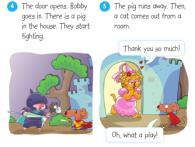 4 The door opens. Bobby
goes in. There is a pig
in the house. They start
fighting.
5 The pig runs away. Then,
a cat comes out from a
room.
Thank you so much!
Oh, what a play!